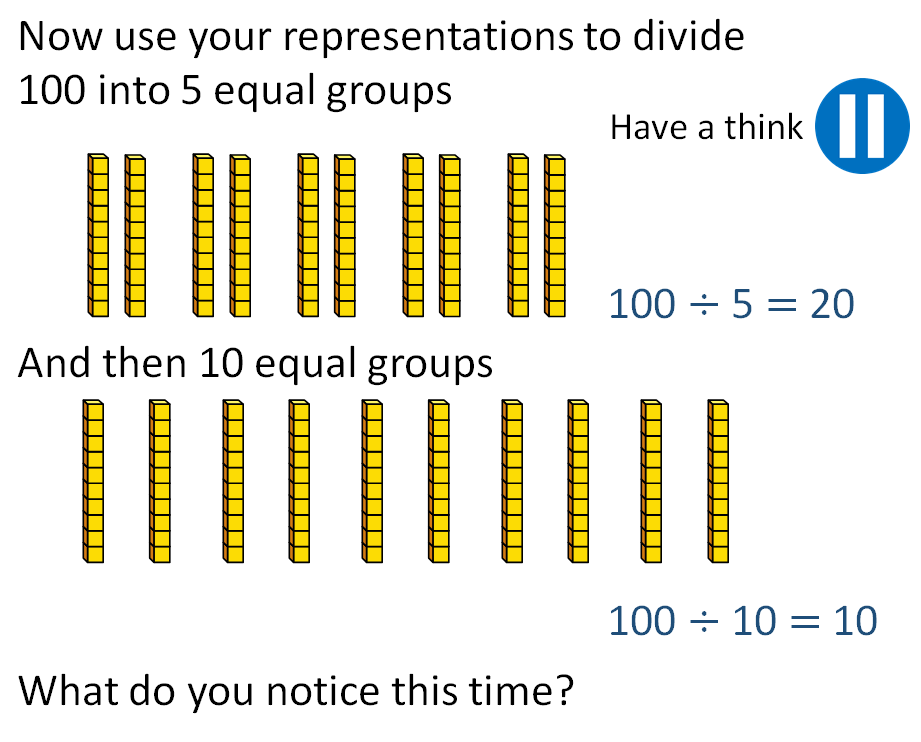 Now use your representations to divide
100 into 5 equal groups
Have a think
100 ÷ 5 = 20
And then 10 equal groups
100 ÷ 10 = 10
What do you notice this time?